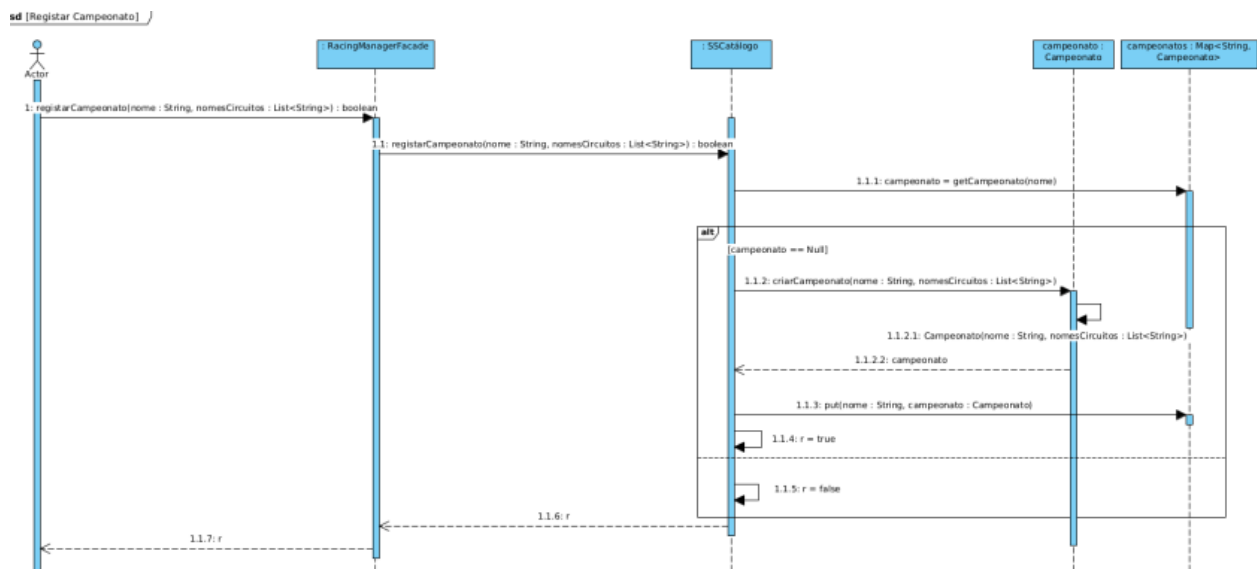 sd [Registar Campeonato]
Actor
: RacingManagerFacade
: SSCatálogo
campeonato :
Campeonato
campeonatos : Map<String,
Campeonato>
1: registarCampeonato(nome : String, nomesCircuitos : List<String>) : boolean
1.1: registarCampeonato(nome : String, nomesCircuitos : List<String>) : boolean
1.1.1: campeonato = getCampeonato(nome)
alt
[campeonato == Null]
1.1.2: criarCampeonato(nome : String, nomesCircuitos : List<String>)
1.1.2.1: Campeonato(nome : String, nomesCircuitos : List<String>)
1.1.2.2: campeonato
1.1.3: put(nome : String, campeonato : Campeonato)
1.1.4: r = true
1.1.5: r = false
1.1.6: r
1.1.7: r